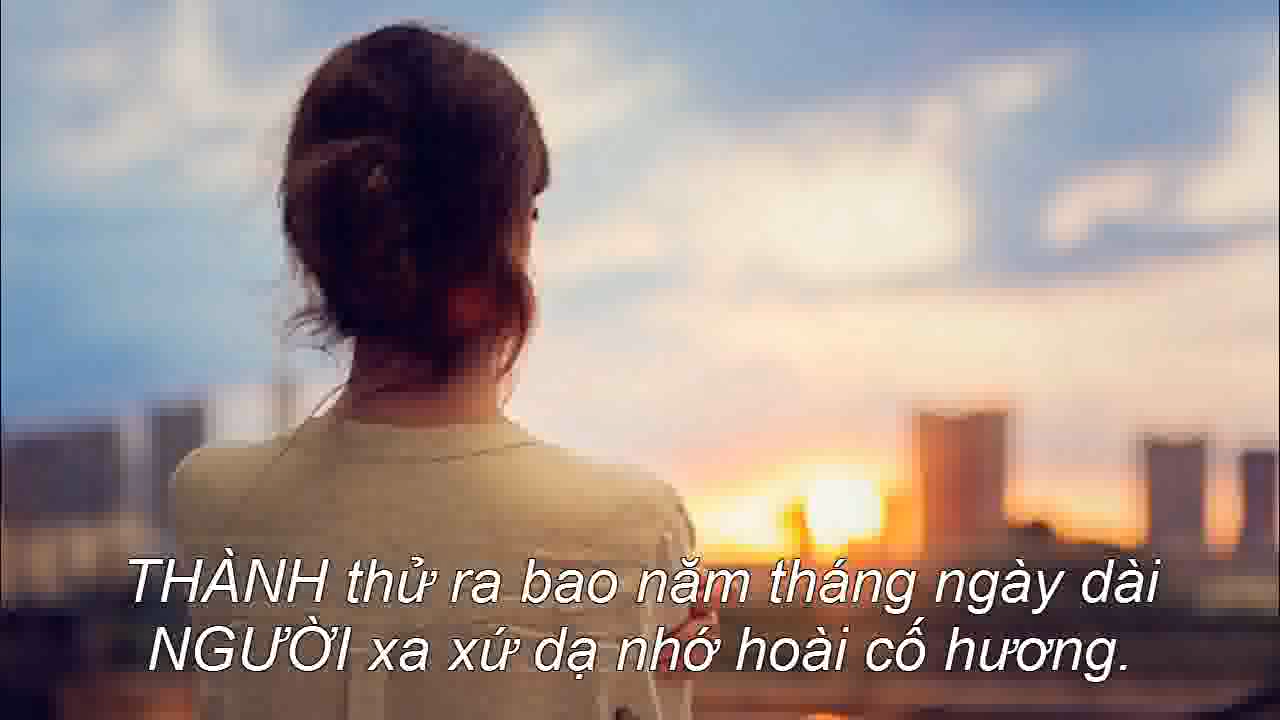 THÀNH thử ra bao năm tháng ngày dài
NGƯỜI xa xứ dạ nhớ hoài cố hương.